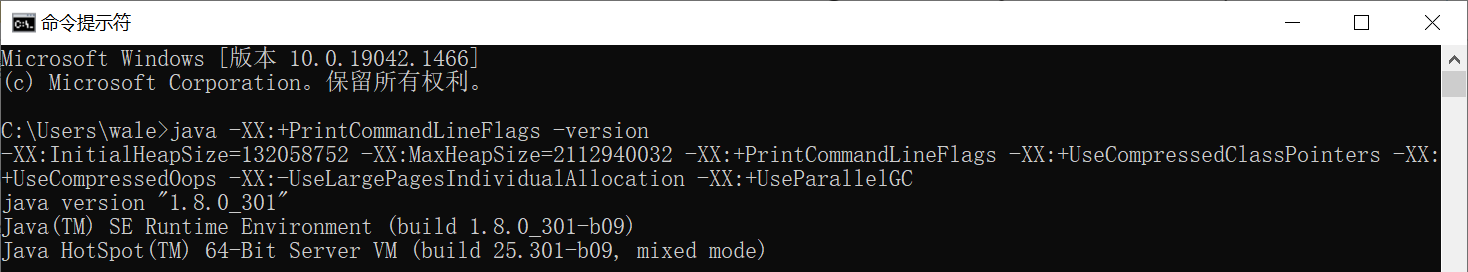 命令提示符
Microsoft Windows [版本 10.0.19042.1466]
(c) Microsoft Corporation。保留所有权利。
C:\Users\wale>java -XX:+PrintCommandLineFlags -version
-XX:InitialHeapSize=132058752 -XX:MaxHeapSize=2112940032 -XX:+PrintCommandLineFlags -XX:+UseCompressedClassPointers -XX:
+UseCompressedOops -XX:-UseLargePagesIndividualAllocation -XX:+UseParallelGC
java version "1.8.0_301"
Java(TM) SE Runtime Environment (build 1.8.0_301-b09)
Java HotSpot(TM) 64-Bit Server VM (build 25.301-b09, mixed mode)